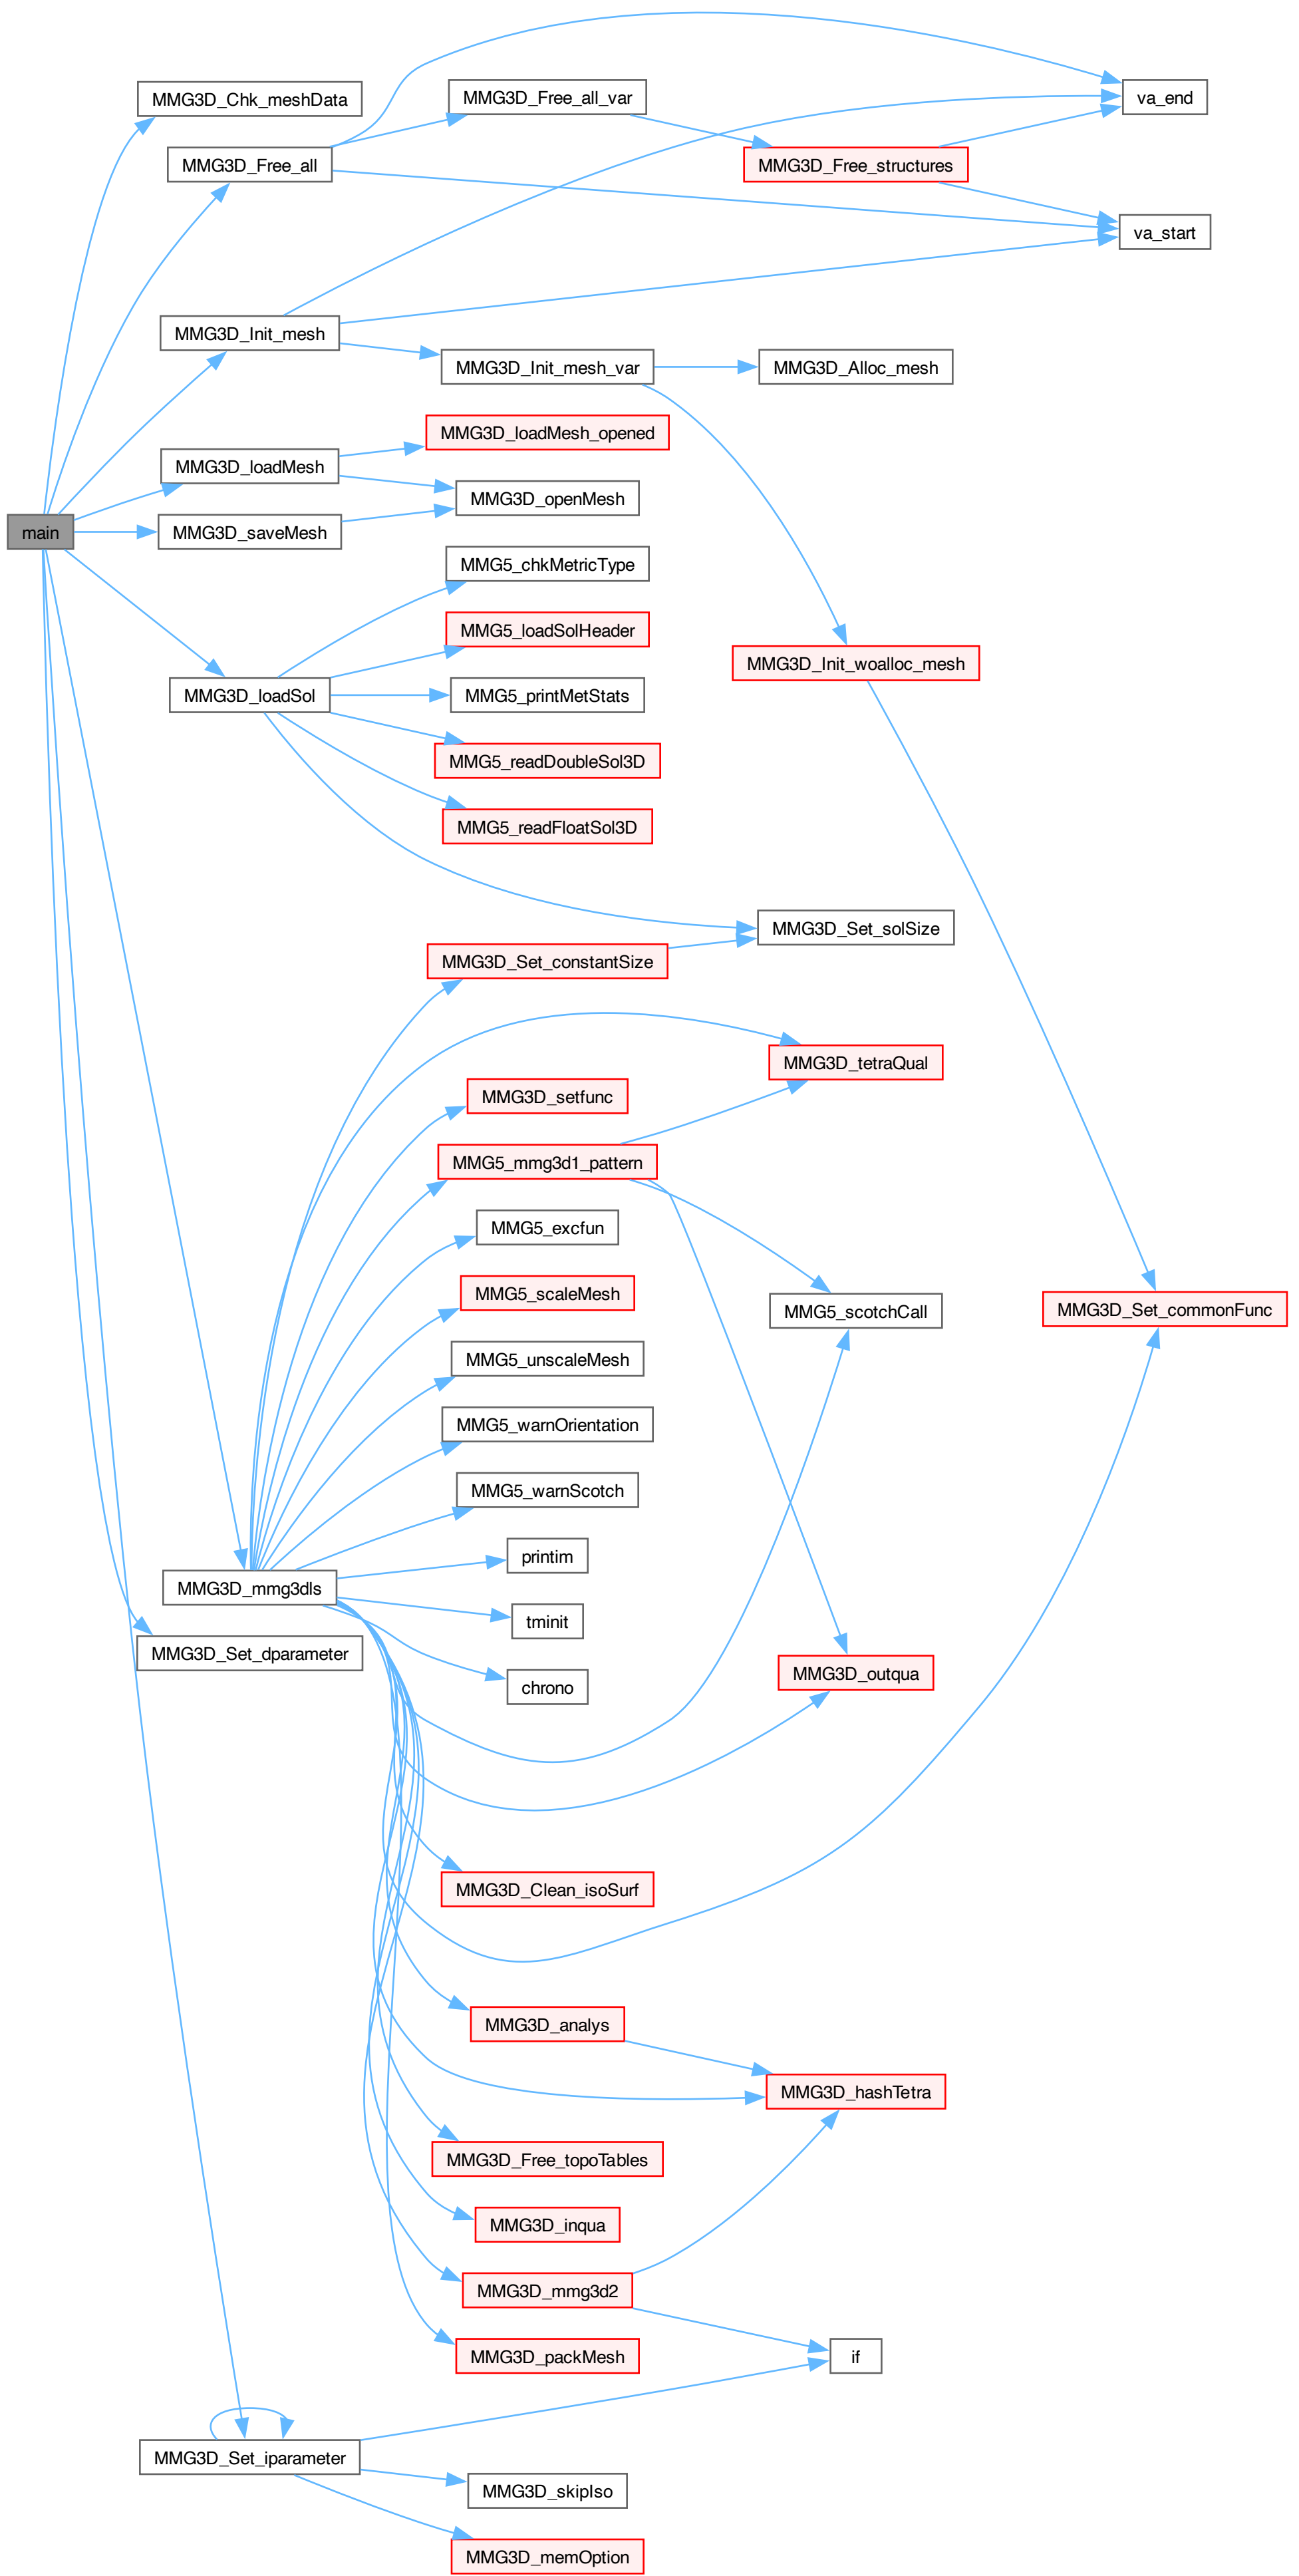 MMG3D_Chk_meshData
MMG3D_Free_all_var
va_end
MMG3D_Free_all
MMG3D_Free_structures
va_start
MMG3D_Init_mesh
MMG3D_Init_mesh_var
MMG3D_Alloc_mesh
MMG3D_loadMesh_opened
MMG3D_loadMesh
MMG3D_openMesh
main
MMG3D_saveMesh
MMG5_chkMetricType
MMG5_loadSolHeader
MMG3D_Init_woalloc_mesh
MMG3D_loadSol
MMG5_printMetStats
MMG5_readDoubleSol3D
MMG5_readFloatSol3D
MMG3D_Set_solSize
MMG3D_Set_constantSize
MMG3D_tetraQual
MMG3D_setfunc
MMG5_mmg3d1_pattern
MMG5_excfun
MMG5_scaleMesh
MMG5_scotchCall
MMG3D_Set_commonFunc
MMG5_unscaleMesh
MMG5_warnOrientation
MMG5_warnScotch
printim
MMG3D_mmg3dls
tminit
MMG3D_Set_dparameter
MMG3D_outqua
chrono
MMG3D_Clean_isoSurf
MMG3D_analys
MMG3D_hashTetra
MMG3D_Free_topoTables
MMG3D_inqua
MMG3D_mmg3d2
MMG3D_packMesh
if
MMG3D_Set_iparameter
MMG3D_skipIso
MMG3D_memOption